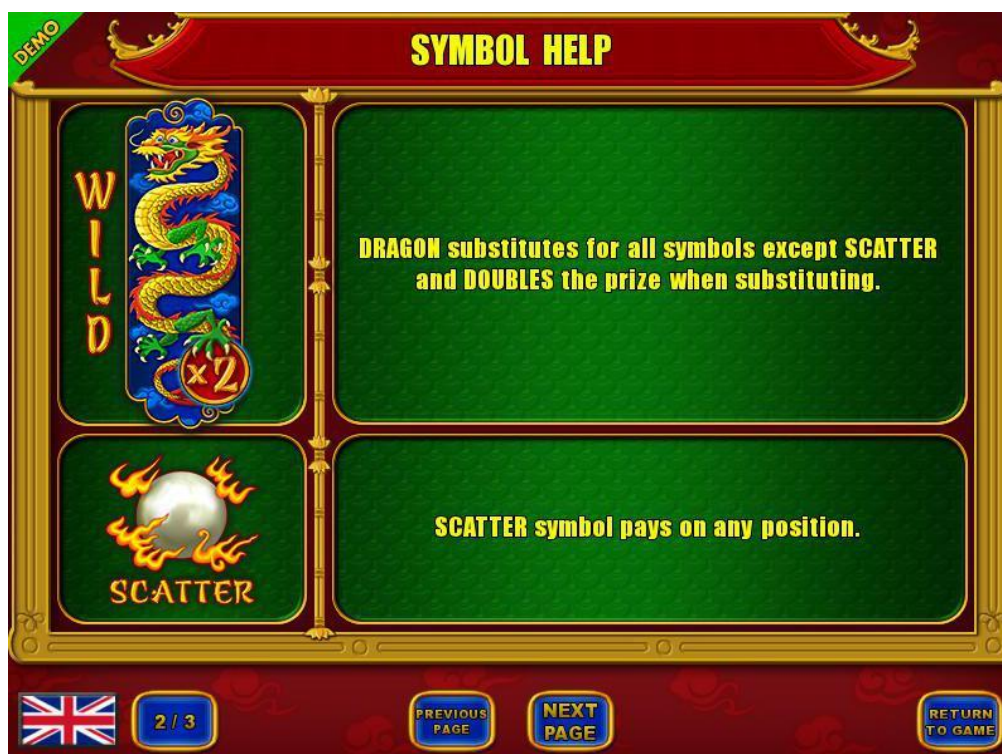 DEMO
SYMBOL HELP
WILD
x2
DRAGON substitutes for all symbols except SCATTER
and DOUBLES the prize when substituting.
SCATTER
SCATTER symbol pays on any position.
2 / 3
PREVIOUS
PAGE
NEXT
PAGE
RETURN
TO GAME